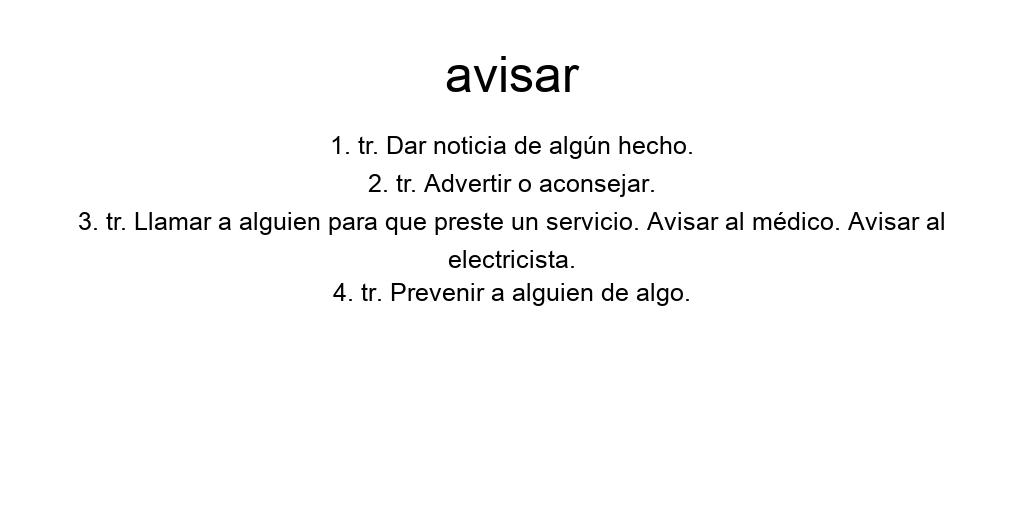 avisar
1. tr. Dar noticia de algún hecho.
2. tr. Advertir o aconsejar.
3. tr. Llamar a alguien para que preste un servicio. Avisar al médico. Avisar al
electricista.
4. tr. Prevenir a alguien de algo.